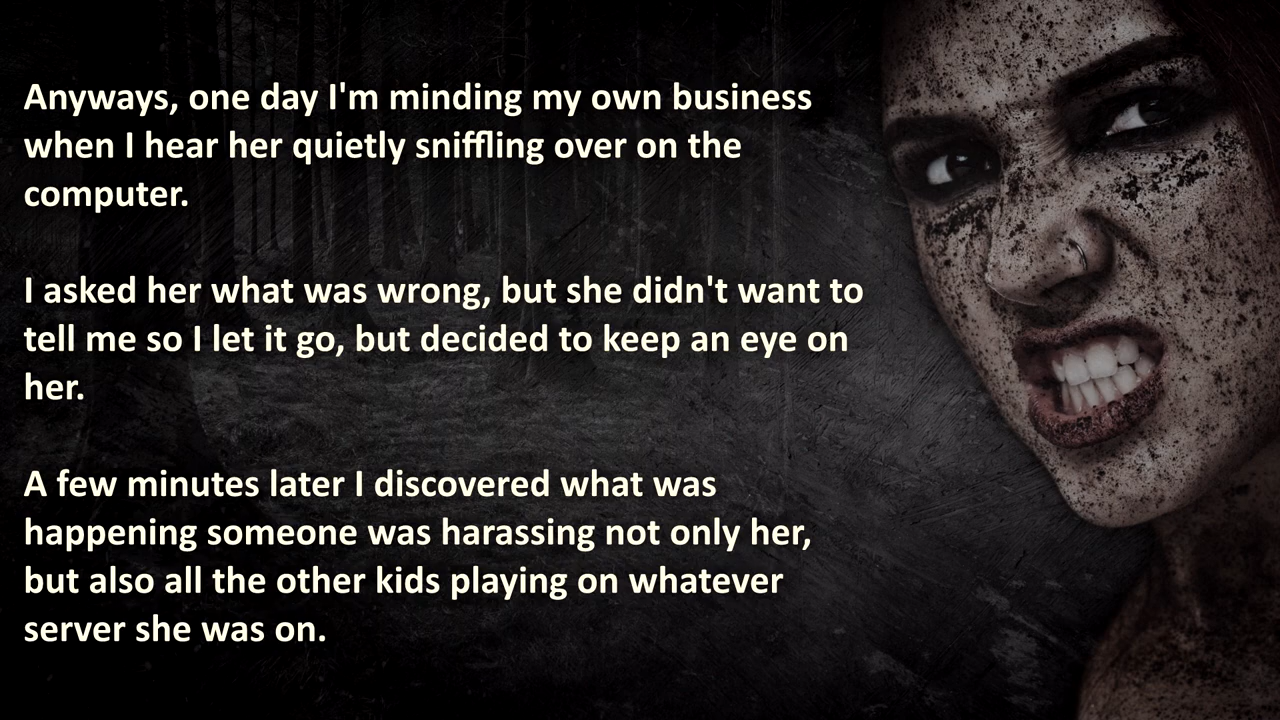 Anyways, one day I'm minding my own business
when I hear her quietly sniffling over on the
computer.
I asked her what was wrong, but she didn't want to
tell me so I let it go, but decided to keep an eye on
her.
A few minutes later I discovered what was
happening someone was harassing not only her,
but also all the other kids playing on whatever
server she was on.